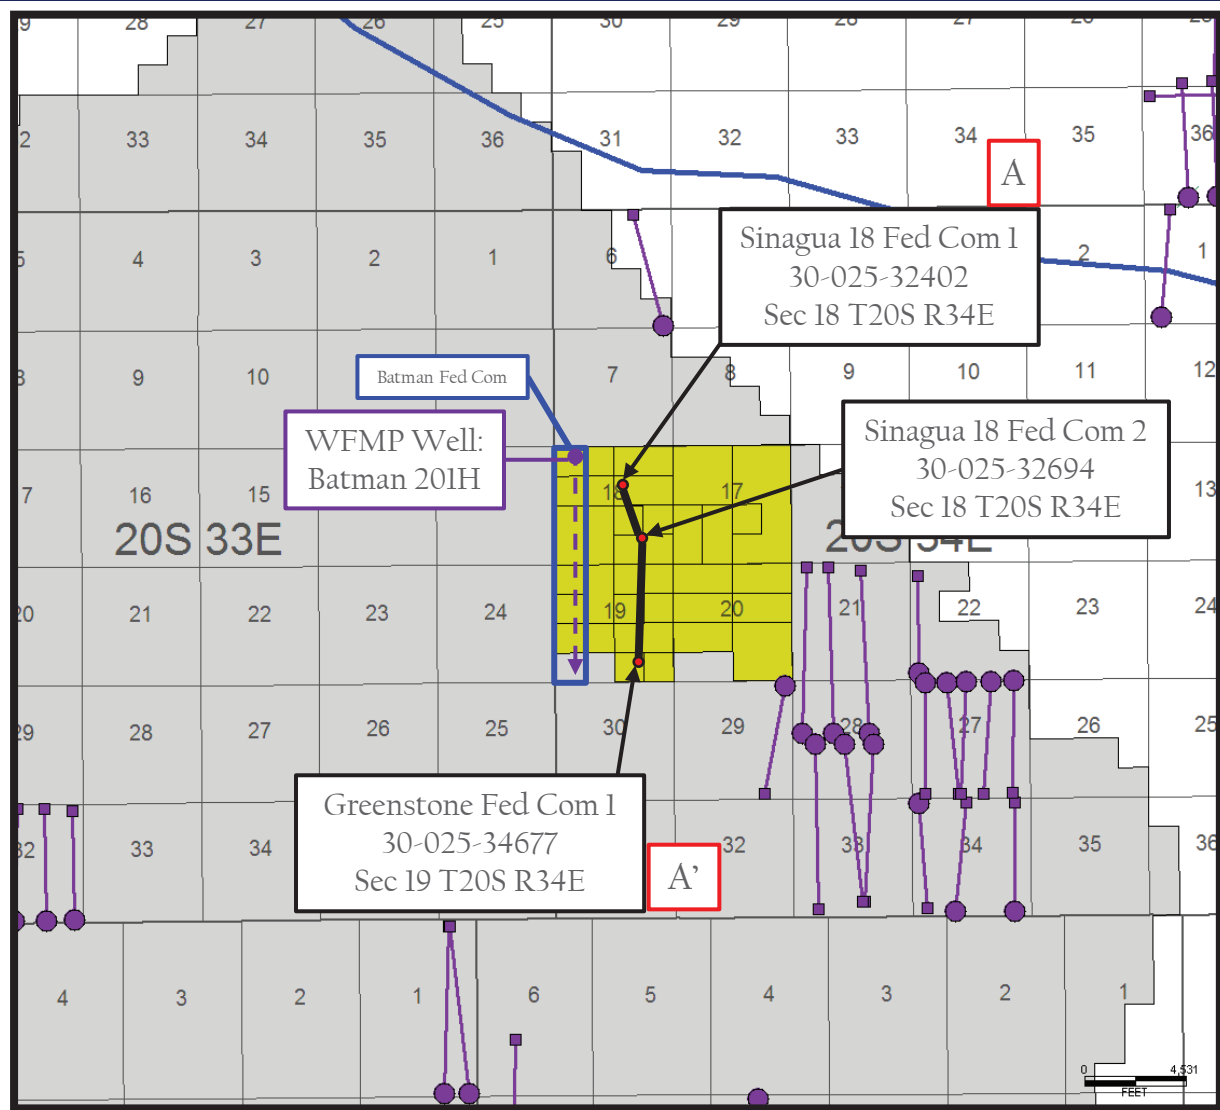 28 27 26 25 30 29 28 27
33 34 35 36 31 32 33 34 35 36
A
Sinagua 18 Fed Com 1
30-025-32402
Sec 18 T20S R34E
4 3 2 1 6 2 1
9 10 7 8 9 10 11 12
Batman Fed Com
WFMP Well:
Batman 201H
Sinagua 18 Fed Com 2
30-025-32694
Sec 18 T20S R34E
7 16 15 18 17 13
20S 33E
20S 34E
20 21 22 23 24 19 20 21 22 23 24
29 28 27 26 25 30 29 28 27 26 25
Greenstone Fed Com 1
30-025-34677
Sec 19 T20S R34E
A’
32 33 34 32 33 34 35 36
4 3 2 1 6 5 4 3 2 1
0 4,531
FEET